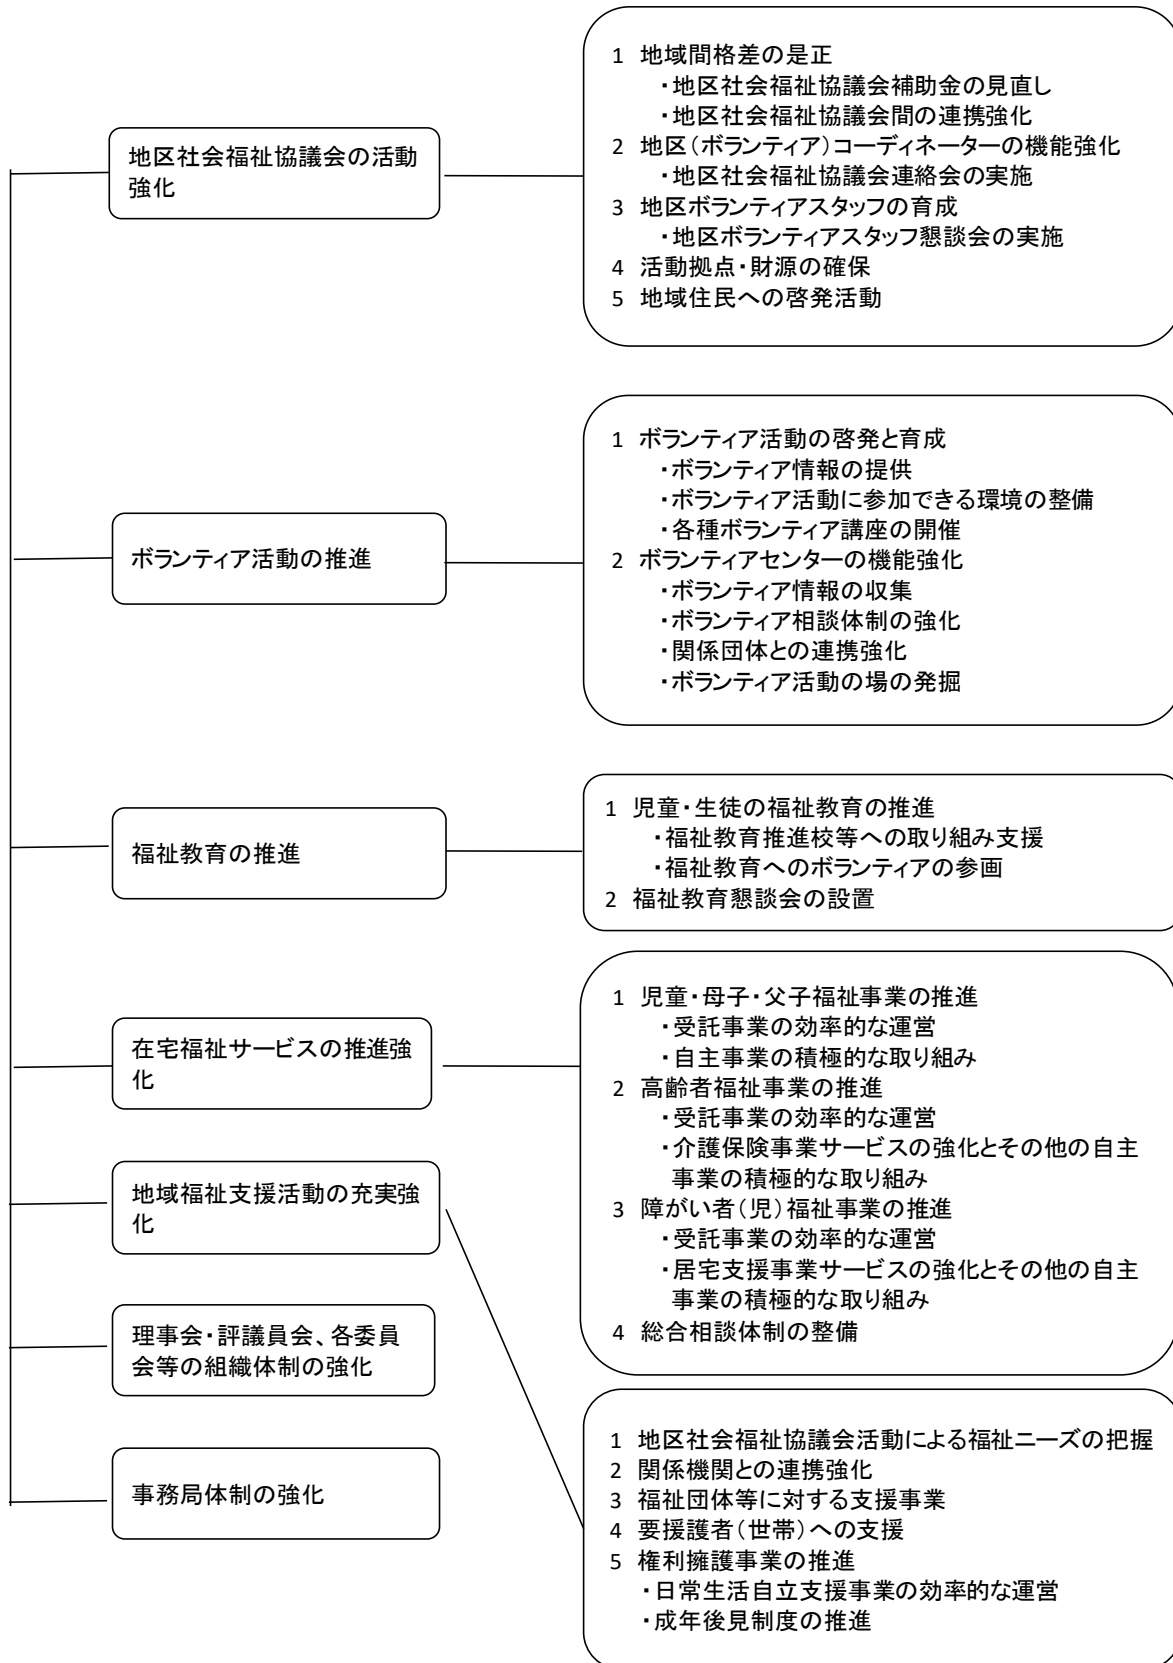 地区社会福祉協議会の活動
強化
1 地域間格差の是正
・地区社会福祉協議会補助金の見直し
・地区社会福祉協議会間の連携強化
2 地区(ボランティア)コーディネーターの機能強化
・地区社会福祉協議会連絡会の実施
3 地区ボランティアスタッフの育成
・地区ボランティアスタッフ懇談会の実施
4 活動拠点・財源の確保
5 地域住民への啓発活動
ボランティア活動の推進
1 ボランティア活動の啓発と育成
・ボランティア情報の提供
・ボランティア活動に参加できる環境の整備
・各種ボランティア講座の開催
2 ボランティアセンターの機能強化
・ボランティア情報の収集
・ボランティア相談体制の強化
・関係団体との連携強化
・ボランティア活動の場の発掘
福祉教育の推進
1 児童・生徒の福祉教育の推進
・福祉教育推進校等への取り組み支援
・福祉教育へのボランティアの参画
2 福祉教育懇談会の設置
在宅福祉サービスの推進強
化
1 児童・母子・父子福祉事業の推進
・受託事業の効率的な運営
・自主事業の積極的な取り組み
2 高齢者福祉事業の推進
・受託事業の効率的な運営
・介護保険事業サービスの強化とその他の自主
事業の積極的な取り組み
3 障がい者(児)福祉事業の推進
・受託事業の効率的な運営
・居宅支援事業サービスの強化とその他の自主
事業の積極的な取り組み
4 総合相談体制の整備
地域福祉支援活動の充実強
化
1 地区社会福祉協議会活動による福祉ニーズの把握
2 関係機関との連携強化
3 福祉団体等に対する支援事業
4 要援護者(世帯)への支援
5 権利擁護事業の推進
・日常生活自立支援事業の効率的な運営
・成年後見制度の推進
理事会・評議員会、各委員
会等の組織体制の強化
事務局体制の強化